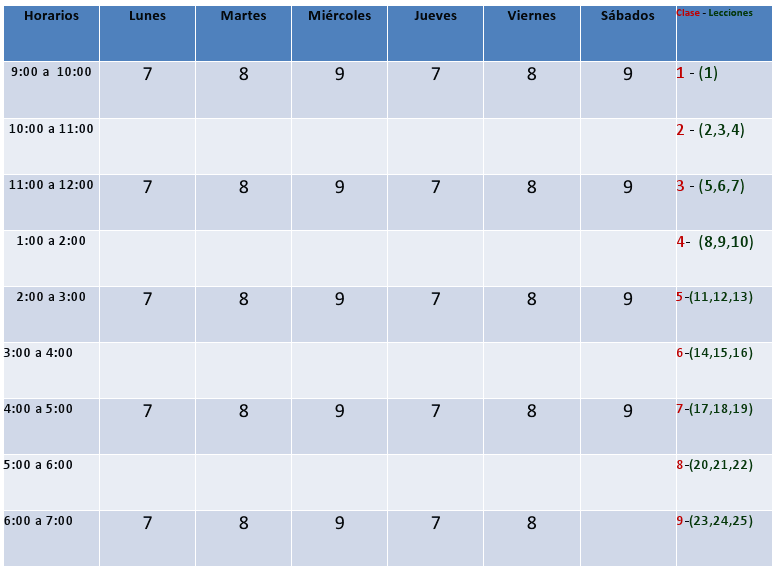 Horarios Lunes Martes Miércoles Jueves Viernes Sábados Clase - Lecciones
9:00 a 10:00 7 8 9 7 8 9 1 - (1)
10:00 a 11:00 2 - (2,3,4)
11:00 a 12:00 7 8 9 7 8 9 3 - (5,6,7)
1:00 a 2:00 4- (8,9,10)
2:00 a 3:00 7 8 9 7 8 9 5-(11,12,13)
3:00 a 4:00 6-(14,15,16)
4:00 a 5:00 7 8 9 7 8 9 7-(17,18,19)
5:00 a 6:00 8-(20,21,22)
6:00 a 7:00 7 8 9 7 8 9-(23,24,25)